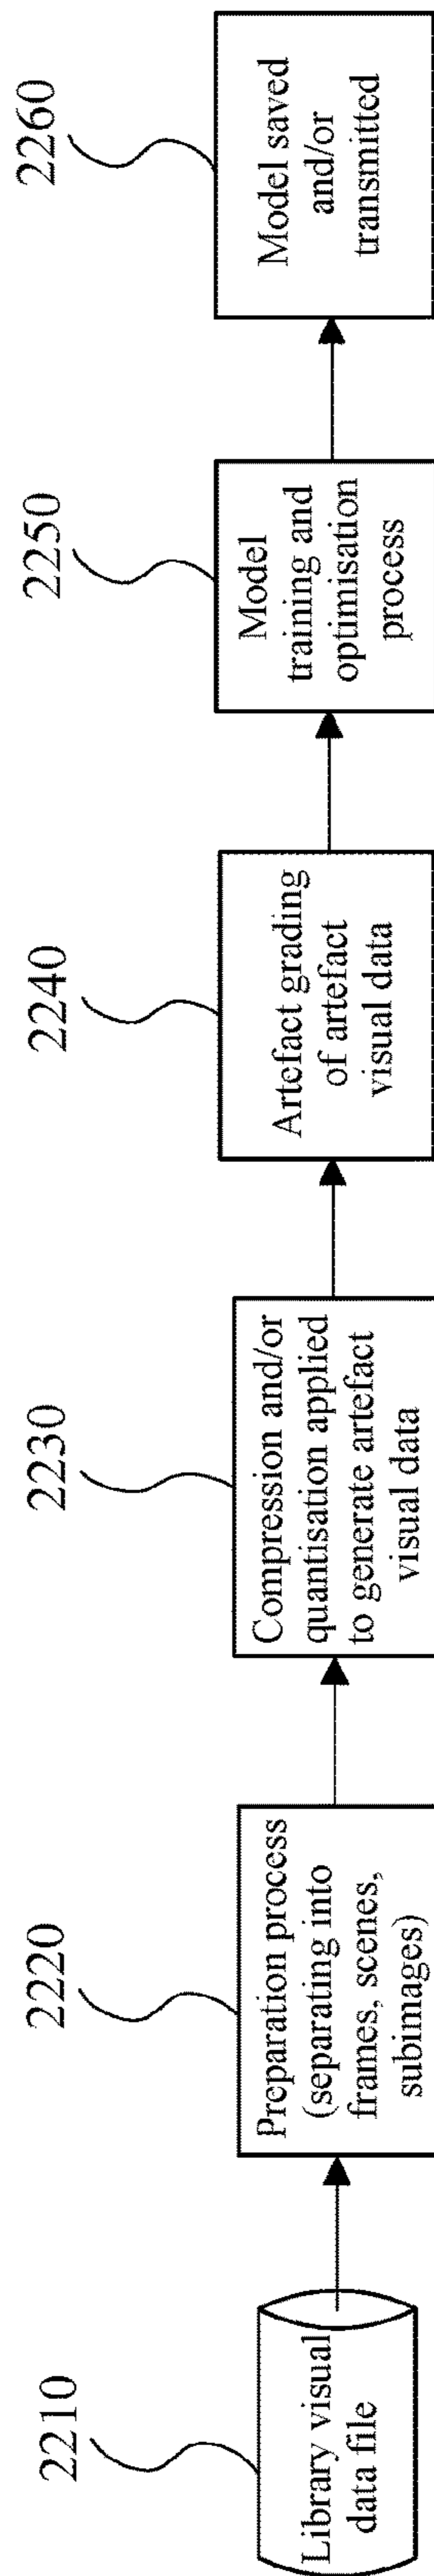 2210
Library visual
data file
2220
Preparation process
(separating into
frames, scenes,
subimages)
2230
Compression and/or
quantisation applied
to generate artefact
visual data
2240
Artefact grading
of artefact
visual data
2250
Model
training and
optimisation
process
2260
Model saved
and/or
transmitted